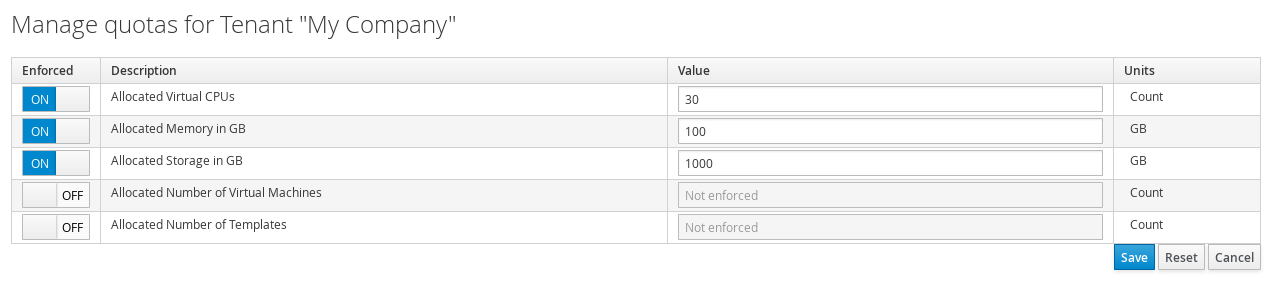 Manage quotas for Tenant "My Company"
Enforced Description Value Units
ON Allocated Virtual CPUs 30 Count
ON Allocated Memory in GB 100 GB
ON Allocated Storage in GB 1000 GB
OFF Allocated Number of Virtual Machines Not enforced Count
OFF Allocated Number of Templates Not enforced Count
Save Reset Cancel